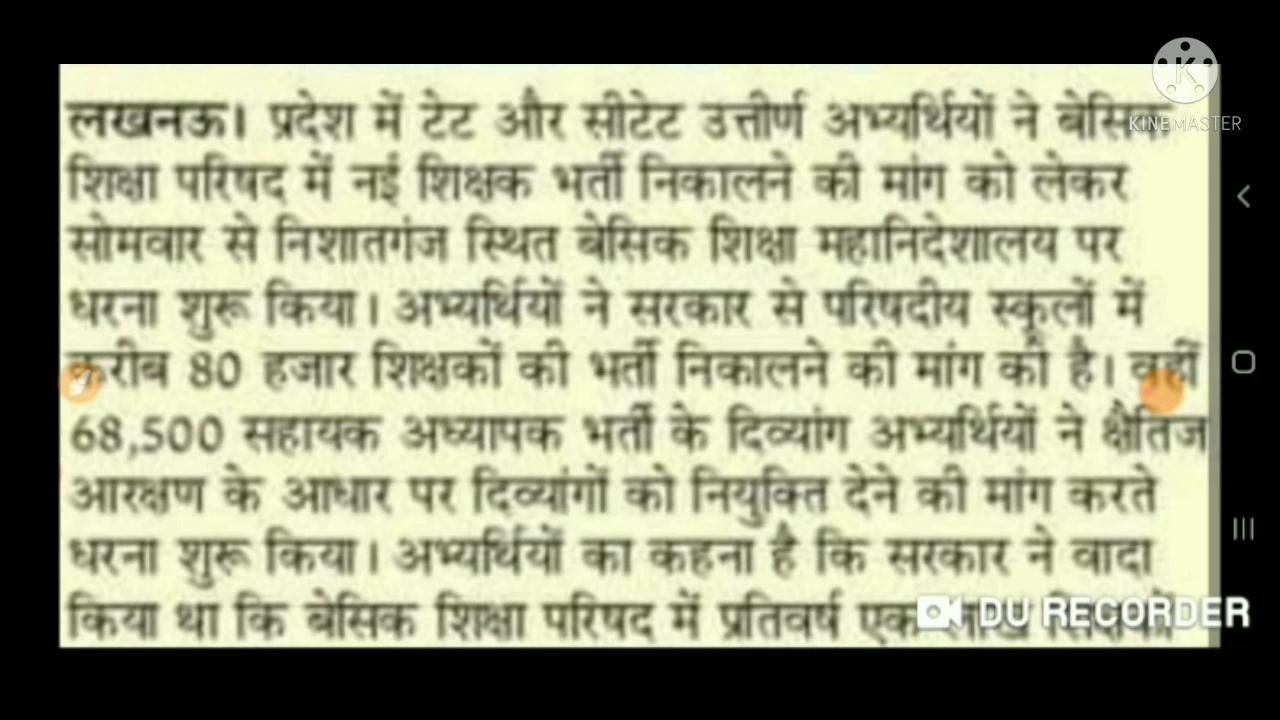 लखनऊ। प्रदेश में टेट और सीटेट उत्तीर्ण अभ्यर्थियों ने बेसिक
KINEMASTER
शिक्षा परिषद में नई शिक्षक भर्ती निकालने की मांग को लेकर
सोमवार से निशातगंज स्थित बेसिक शिक्षा महानिदेशालय पर
धरना शुरू किया। अभ्यर्थियों ने सरकार से परिषदीय स्कूलों में
करीब 80 हजार शिक्षकों की भर्ती निकालने की मांग की है। वहीं
68,500 सहायक अध्यापक भर्ती के दिव्यांग अभ्यर्थियों ने क्षैतिज
आरक्षण के आधार पर दिव्यांगों को नियुक्ति देने की मांग करते
धरना शुरू किया। अभ्यर्थियों का कहना है कि सरकार ने वादा
किया था कि बेसिक शिक्षा परिषद में प्रतिवर्ष एक लाख शिक्षकों
DU RECORDER